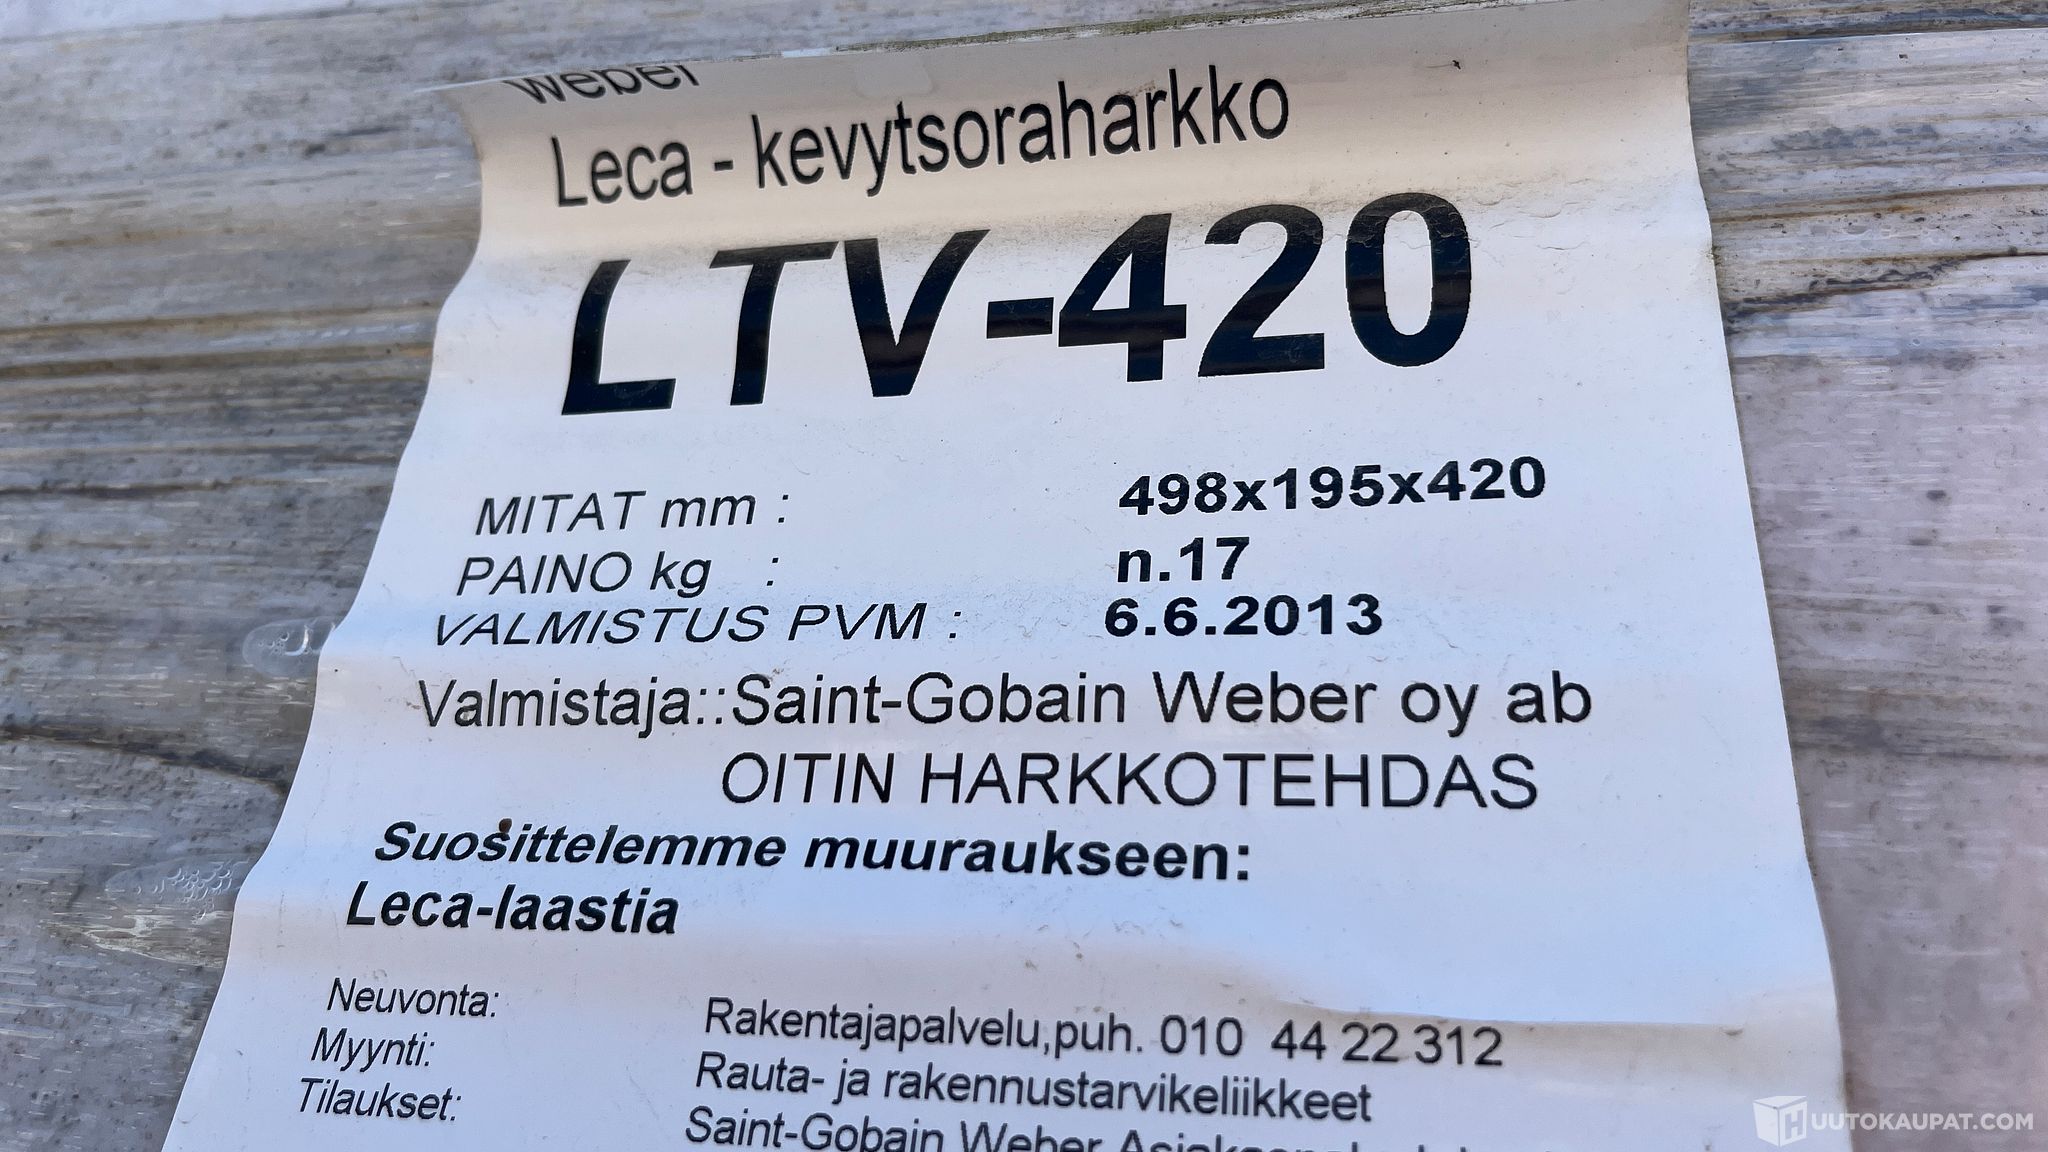 weber
Leca - kevytsoraharkko
LTV-420
MITAT mm : 498x195x420
PAINO kg : n.17
VALMISTUS PVM : 6.6.2013
Valmistaja::Saint-Gobain Weber oy ab
OITIN HARKKOTEHDAS
Suosittelemme muuraukseen:
Leca-laastia
Neuvonta: Rakentajapalvelu,puh. 010 44 22 312
Myynti: Rauta- ja rakennustarvikeliikkeet
Tilaukset: Saint-Gobain Weber
HUUTOKAUPAT.COM